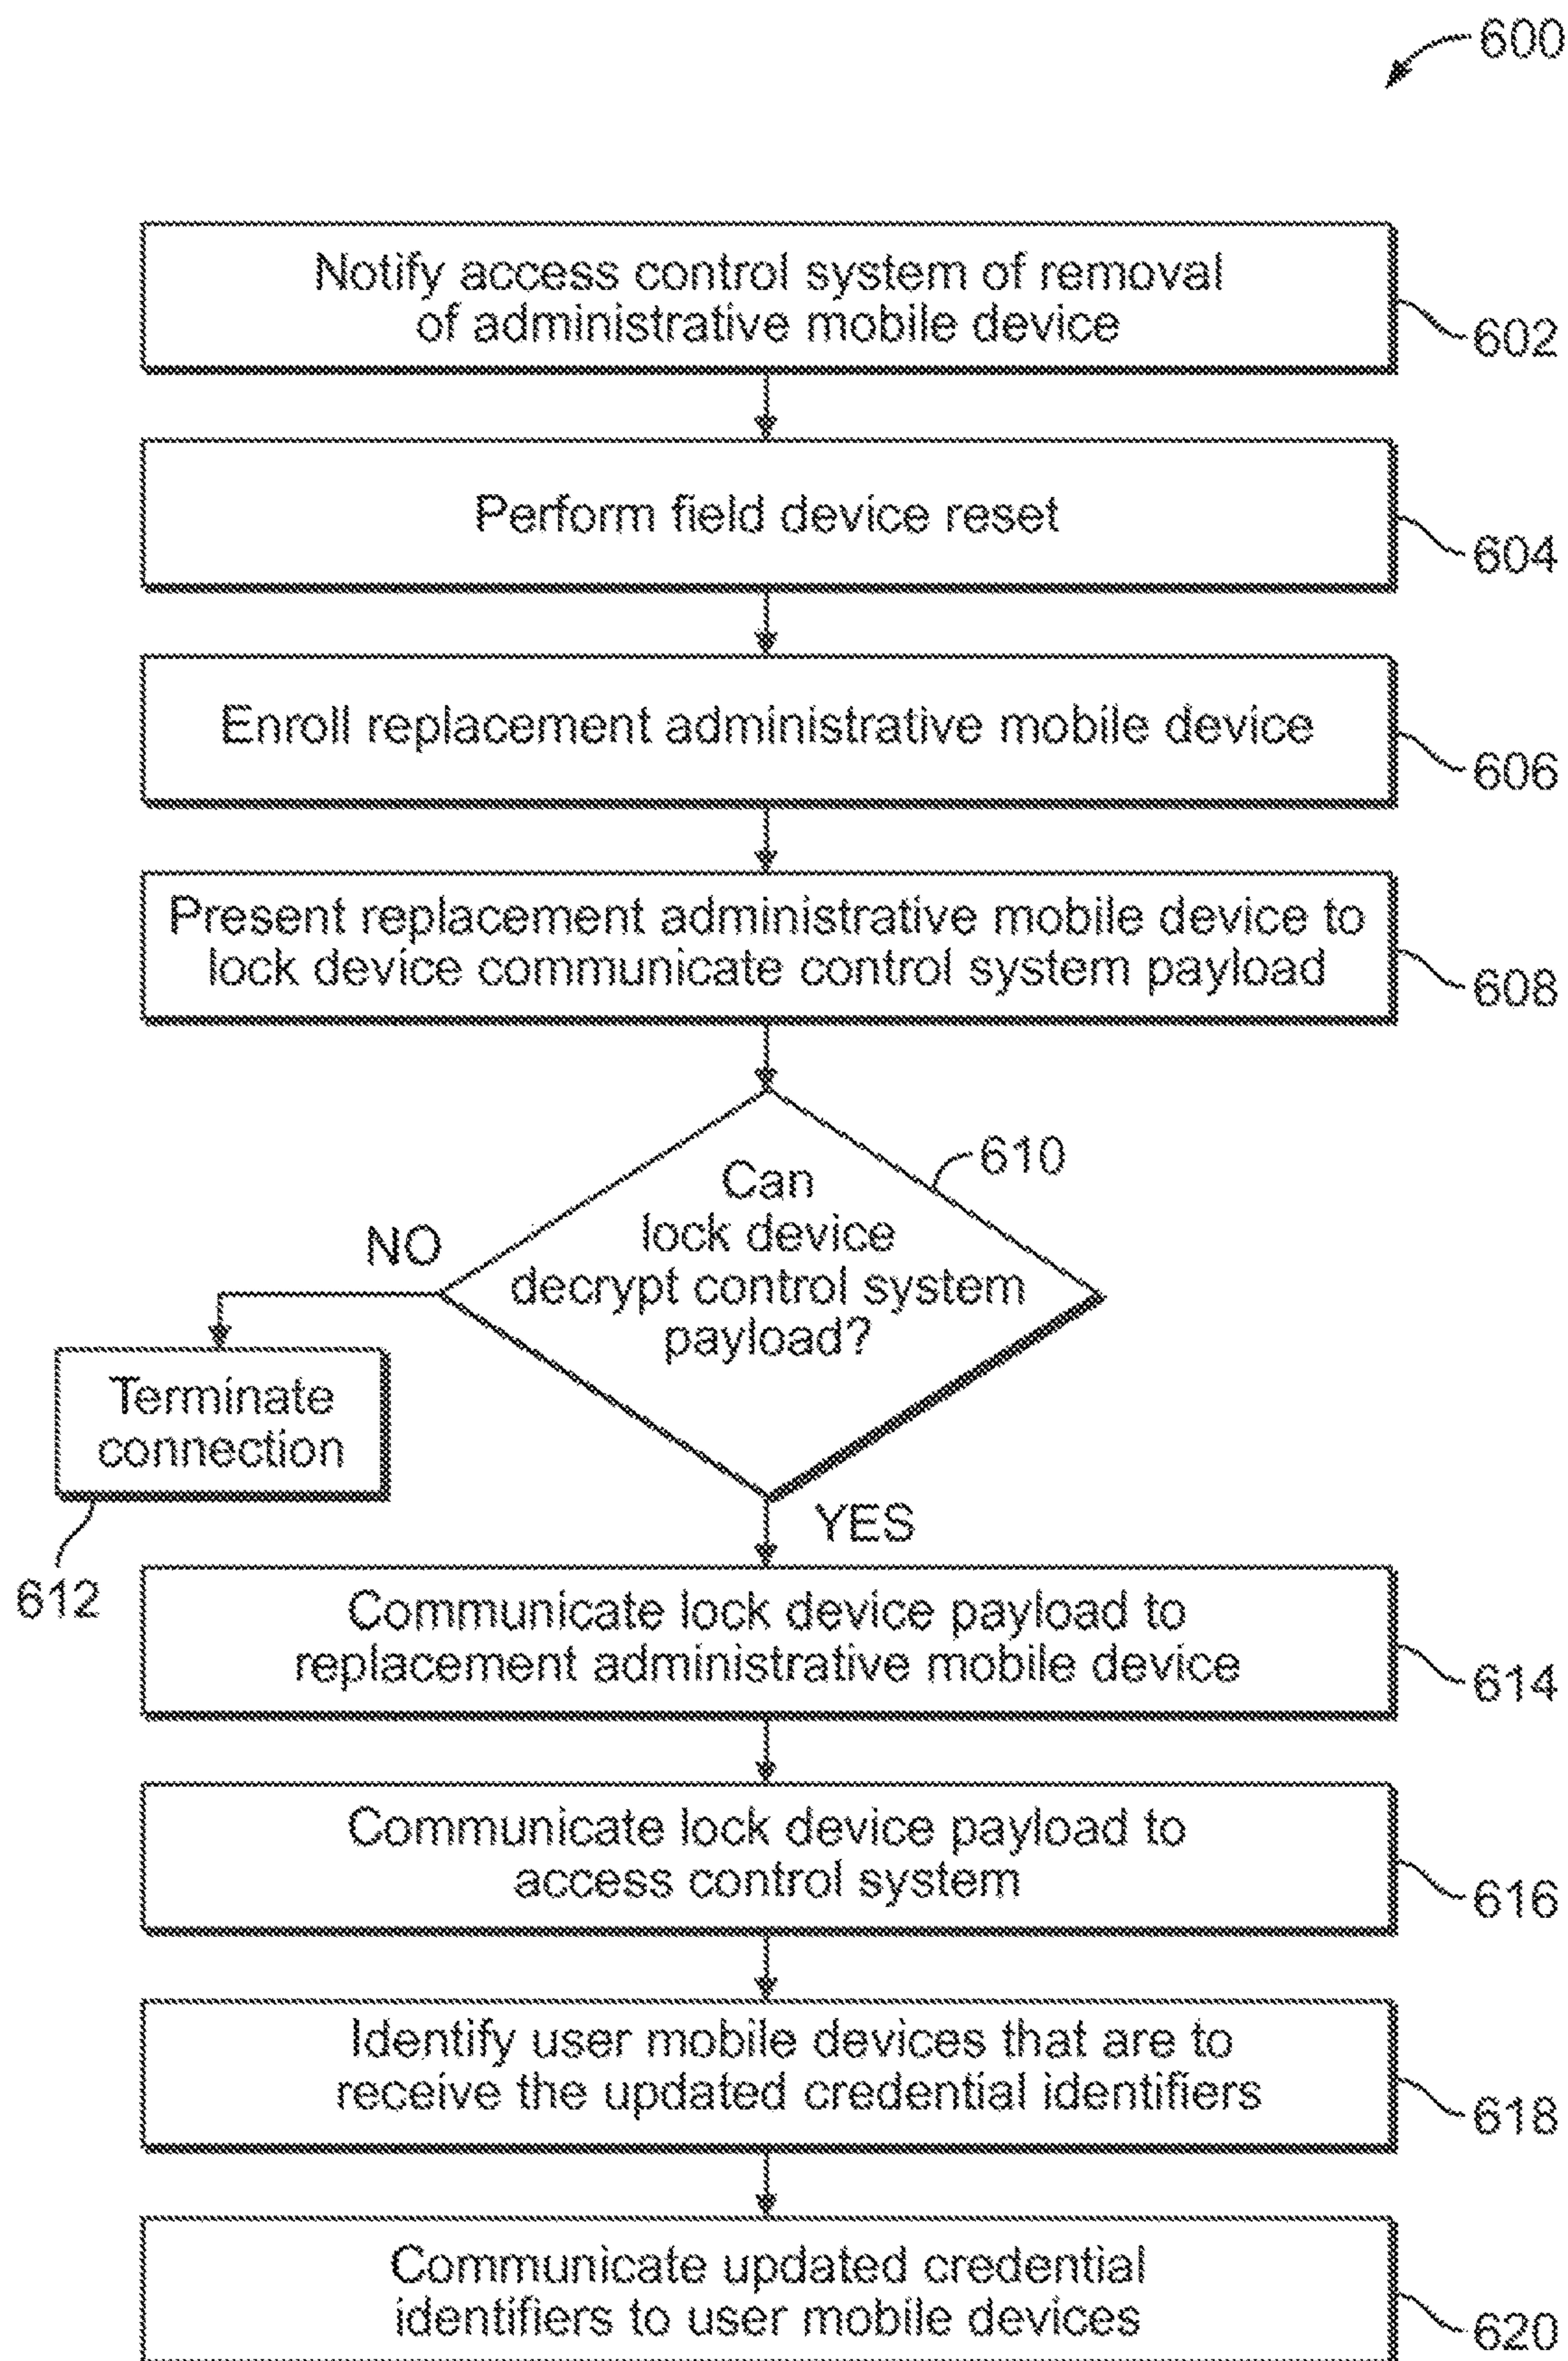 600
Notify access control system of removal
of administrative mobile device
602
Perform field device reset
604
Enroll replacement administrative mobile device
606
Present replacement administrative mobile device to
lock device communicate control system payload
608
Can
lock device
decrypt control system
payload?
610
NO
Terminate
connection
612
YES
Communicate lock device payload to
replacement administrative mobile device
614
Communicate lock device payload to
access control system
616
Identify user mobile devices that are to
receive the updated credential identifiers
618
Communicate updated credential
identifiers to user mobile devices
620